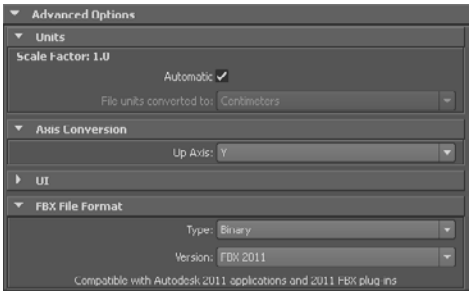 Advanced Options
Units
Scale Factor: 1.0
Automatic
File units converted to: Centimeters
Axis Conversion
Up Axis: Y
UI
FBX File Format
Type: Binary
Version: FBX 2011
Compatible with Autodesk 2011 applications and 2011 FBX plug-ins